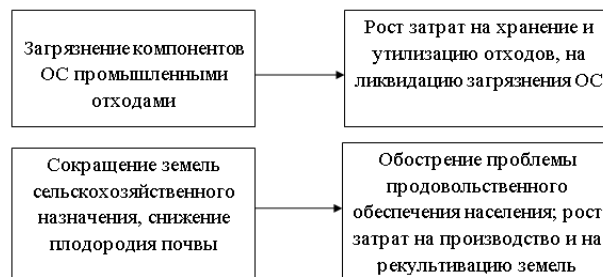 Загрязнение компонентов
ОС промышленными
отходами
Рост затрат на хранение и
утилизацию отходов, на
ликвидацию загрязнения ОС
Сокращение земель
сельскохозяйственного
назначения, снижение
плодородия почвы
Обострение проблемы
продовольственного
обеспечения населения; рост
затрат на производство и на
рекультивацию земель